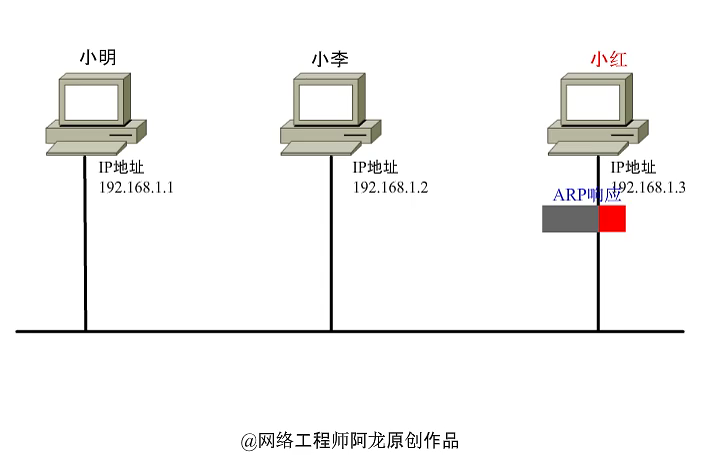 小明
小李
小红
IP地址
192.168.1.1
IP地址
192.168.1.2
IP地址
192.168.1.3
ARP响应
@网络工程师阿龙原创作品